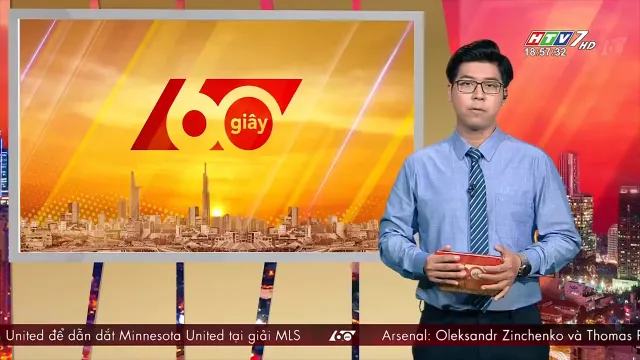 60
giây
HTV7 HD
18:57:32
United để dẫn dắt Minnesota United tại giải MLS
60
Arsenal: Oleksandr Zinchenko và Thomas